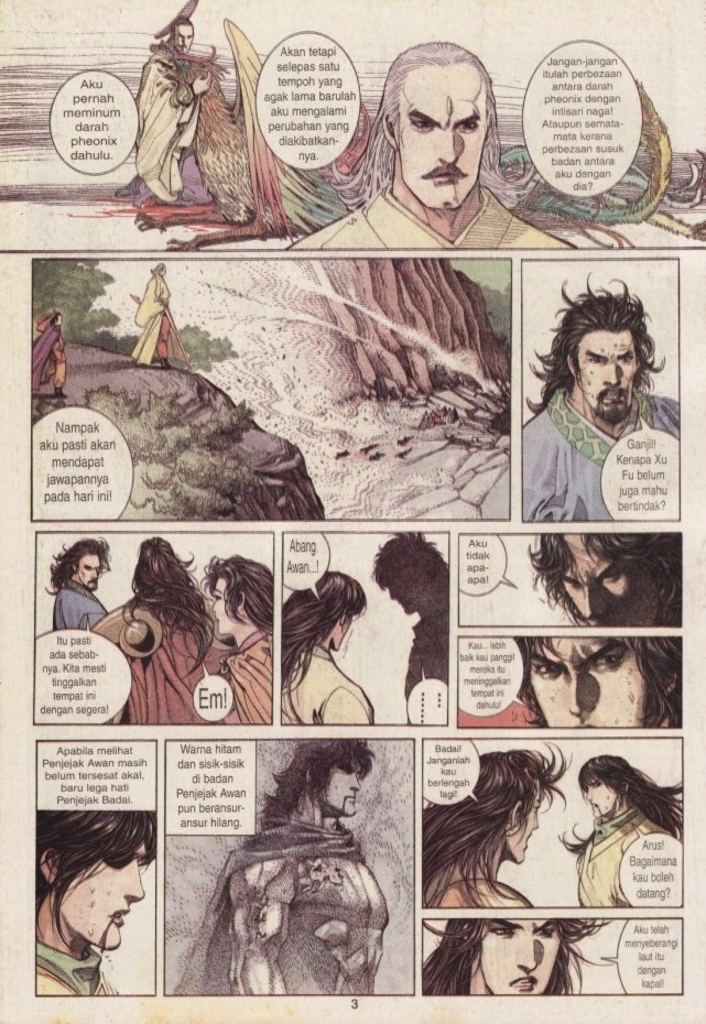 Aku
pernah
meminum
darah
pheonix
dahulu.
Akan tetapi
selepas satu
tempoh yang
agak lama barulah
aku mengalami
perubahan yang
diakibatkan-
nya.
Jangan-jangan
itulah perbezaan
antara darah
pheonix dengan
intisari naga!
Ataupun semata-
mata kerana
perbezaan susuk
badan antara
aku dengan
dia?
Nampak
aku pasti akan
mendapat
jawapannya
pada hari ini!
Ganjil!
Kenapa Xu
Fu belum
juga mahu
bertindak?
Itu pasti
ada sebab-
nya. Kita mesti
tinggalkan
tempat ini
dengan segera!
Em!
Abang
Awan...!
Aku
tidak
apa-
apa!
Kau... lebih
baik kau panggil
mereka itu
meninggalkan
tempat ini
dahulu!
Apabila melihat
Penjejak Awan masih
belum tersesat akal,
baru lega hati
Penjejak Badai.
Warna hitam
dan sisik-sisik
di badan
Penjejak Awan
pun beransur-
ansur hilang.
Badai!
Janganlah
kau
berlengah
lagi!
Arus!
Bagaimana
kau boleh
datang?
Aku telah
menyeberangi
laut itu
dengan
kapal!
3